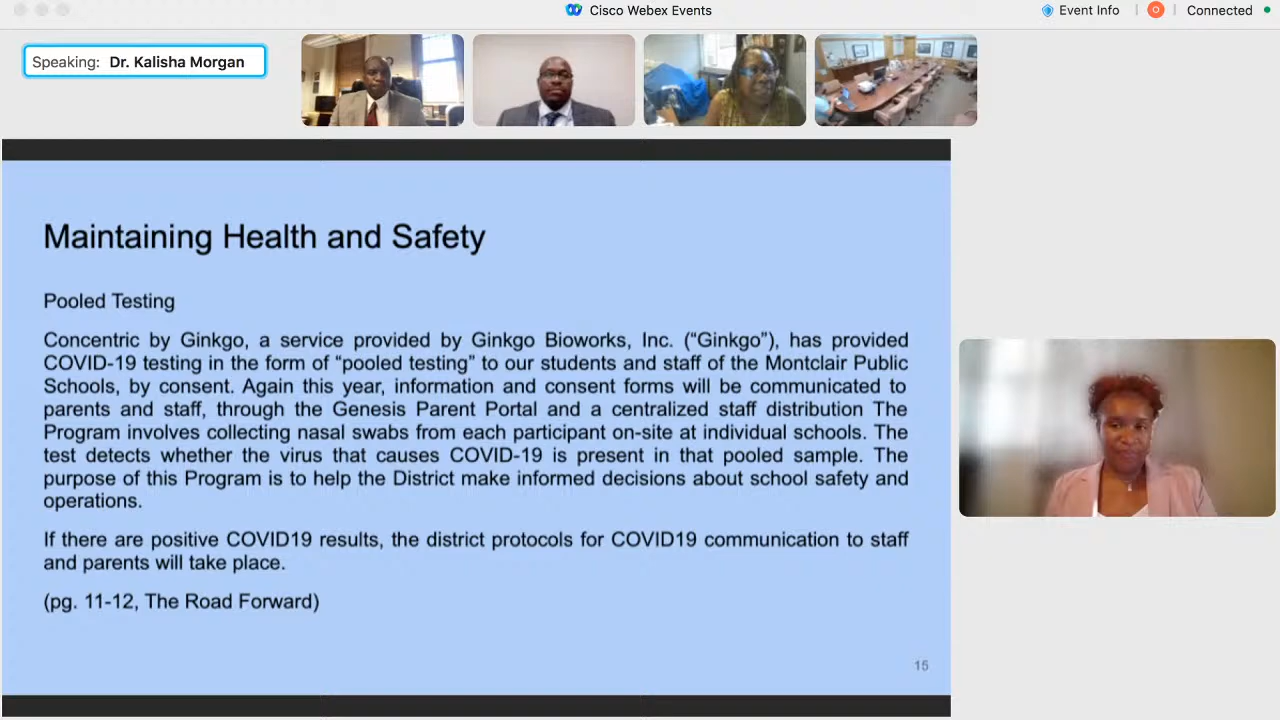 Cisco Webex Events
Event Info
Connected
Speaking: Dr. Kalisha Morgan
Maintaining Health and Safety
Pooled Testing
Concentric by Ginkgo, a service provided by Ginkgo Bioworks, Inc. (“Ginkgo”), has provided
COVID-19 testing in the form of “pooled testing” to our students and staff of the Montclair Public
Schools, by consent. Again this year, information and consent forms will be communicated to
parents and staff, through the Genesis Parent Portal and a centralized staff distribution The
Program involves collecting nasal swabs from each participant on-site at individual schools. The
test detects whether the virus that causes COVID-19 is present in that pooled sample. The
purpose of this Program is to help the District make informed decisions about school safety and
operations.
If there are positive COVID19 results, the district protocols for COVID19 communication to staff
and parents will take place.
(pg. 11-12, The Road Forward)
15